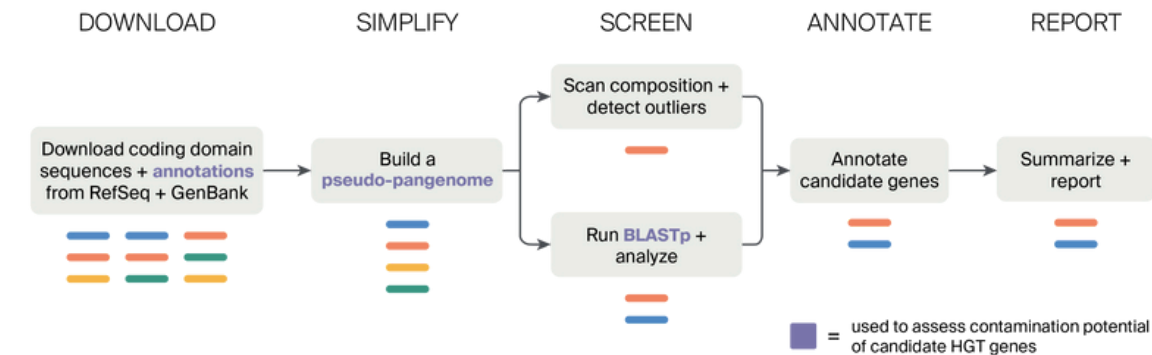 DOWNLOAD
SIMPLIFY
SCREEN
ANNOTATE
REPORT
Download coding domain
sequences + annotations
from RefSeq + GenBank
Build a
pseudo-pangenome
Scan composition +
detect outliers
Run BLASTp +
analyze
Annotate
candidate genes
Summarize +
report
= used to assess contamination potential
of candidate HGT genes